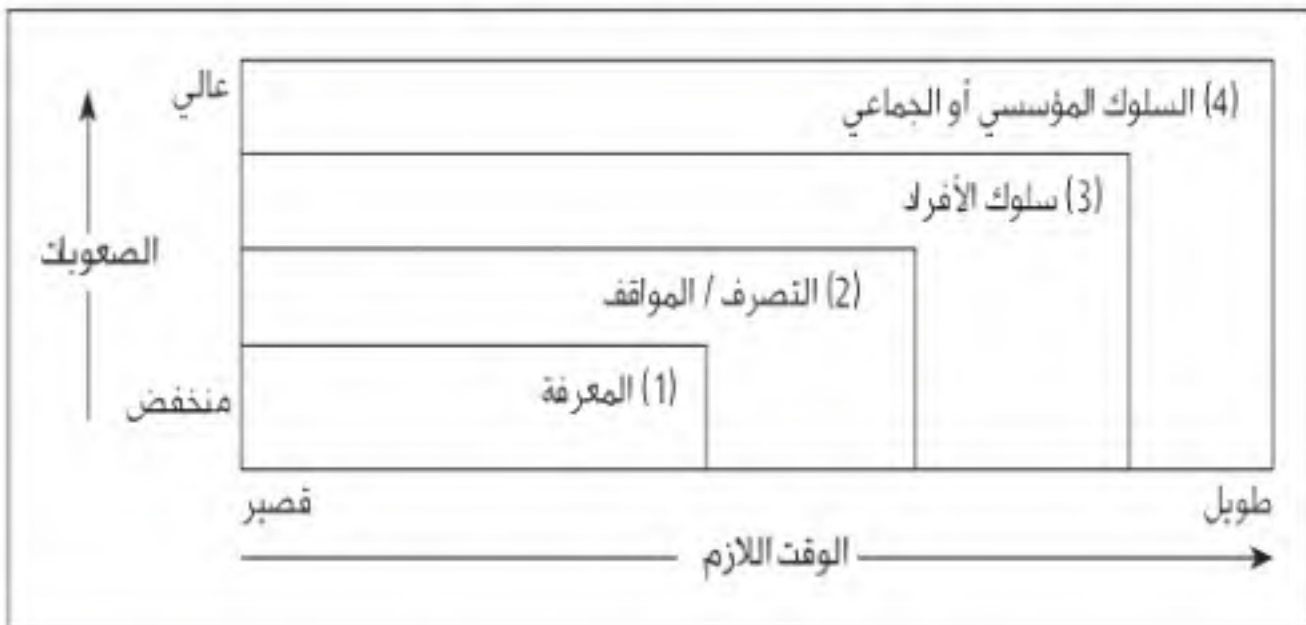 عالي
(4) السلوك المؤسسي أو الجماعي
(3) سلوك الأفراد
الصعوبات
(2) التصرف / المواقف
(1) المعرفة
منخفض
قصير
طويل
الوقت اللازم